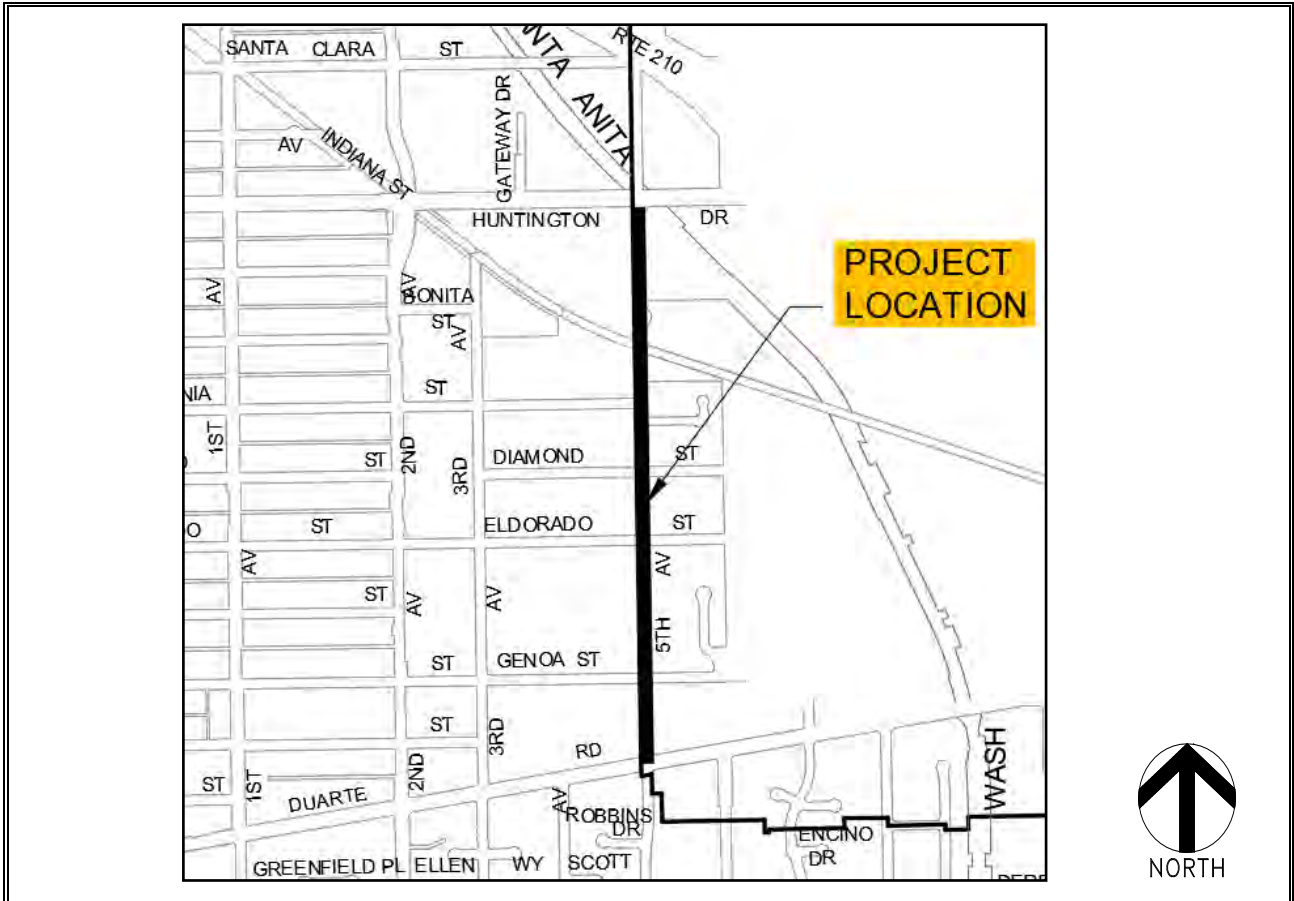 SANTA CLARA ST
RTE 210
NTA ANITA
GATEWAY DR
AV
INDIANA ST
HUNTINGTON DR
PROJECT
LOCATION
AV
AV
BONITA
ST
AV
NIA
ST
1ST
ST
2ND
3RD
DIAMOND ST
O
ST
ELDORADO ST
AV
AV
5TH
AV
ST
AV
AV
ST
GENOA ST
ST
3RD
RD
ST
1ST
DUARTE
2ND
AV
ROBBINS
DR
WASH
ENCINO
DR
GREENFIELD PL
ELLEN WY
SCOTT
NORTH